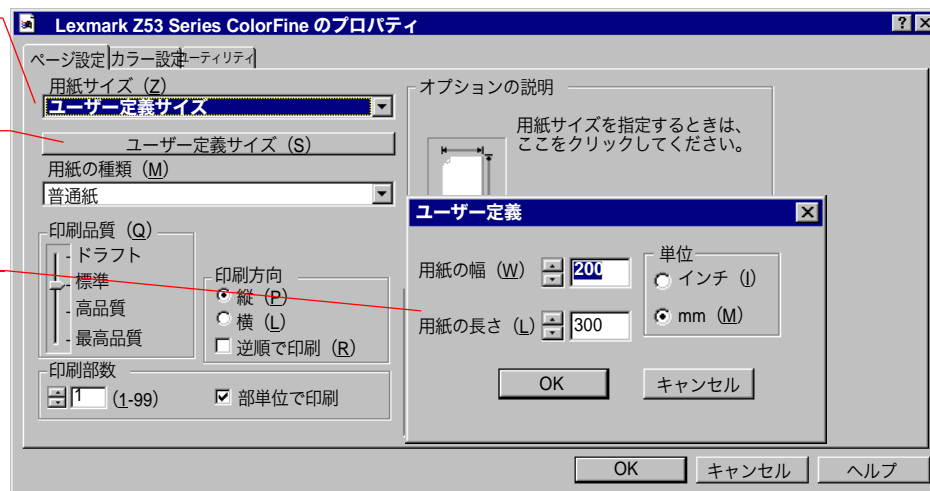 Lexmark Z53 Series ColorFine のプロパティ
ページ設定 カラー設定 ーティリティ
用紙サイズ (Z)
ユーザー定義サイズ
ユーザー定義サイズ (S)
用紙の種類 (M)
普通紙
印刷品質 (Q)
ドラフト
標準
高品質
最高品質
印刷方向
縦 (P)
横 (L)
逆順で印刷 (R)
印刷部数
1 (1-99)
部単位で印刷
オプションの説明
用紙サイズを指定するときは、
ここをクリックしてください。
ユーザー定義
用紙の幅 (W) 200
用紙の長さ (L) 300
単位
インチ (I)
mm (M)
OK キャンセル
OK キャンセル ヘルプ